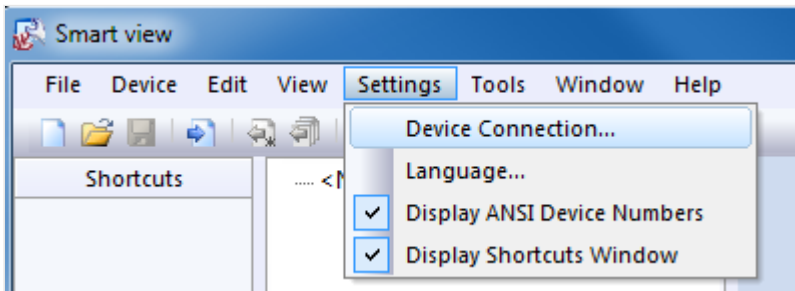 Smart view
File Device Edit View Settings Tools Window Help
Device Connection...
Shortcuts
Language...
Display ANSI Device Numbers
Display Shortcuts Window